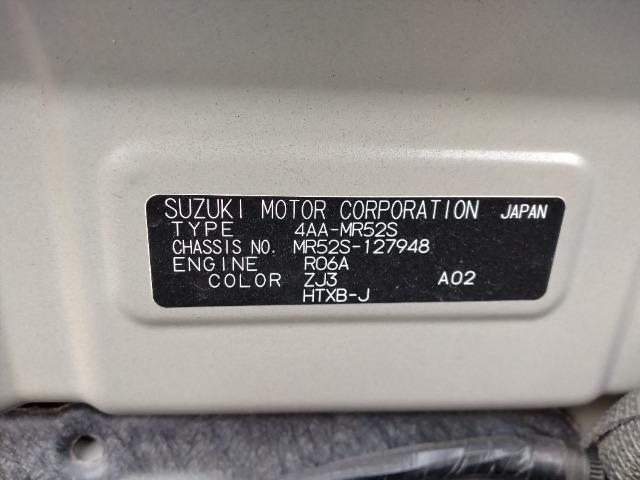 SUZUKI MOTOR CORPORATION JAPAN
TYPE 4AA-MR52S
CHASSIS NO. MR52S-127948
ENGINE R06A
COLOR ZJ3 A02
HTXB-J